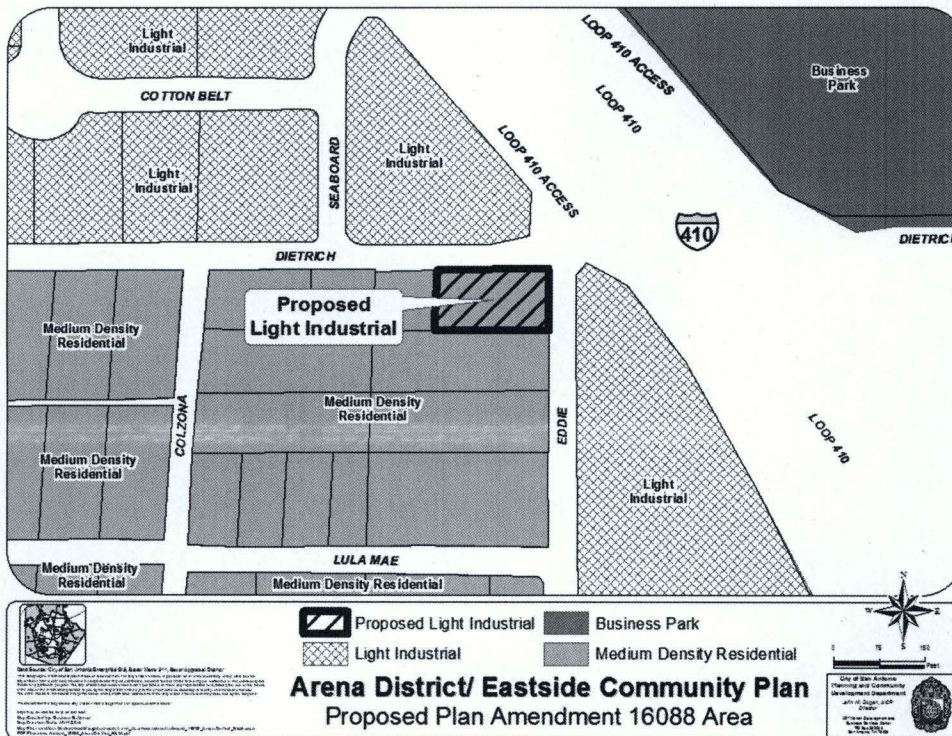 Light
Industrial
COTTON BELT
Light
Industrial
SEABOARD
Light
Industrial
LOOP 410 ACCESS
LOOP 410
LOOP 410 ACCESS
Business
Park
410
DIETRICH
DIETRICH
Proposed
Light Industrial
Medium Density
Residential
Medium Density
Residential
COLZONA
Medium Density
Residential
EDDIE
Light
Industrial
LOOP 410
LULA MAE
Medium Density
Residential
Medium Density Residential
Proposed Light Industrial
Business Park
Light Industrial
Medium Density Residential
N
W
E
S
Arena District/ Eastside Community Plan
Proposed Plan Amendment 16088 Area
0 75 150
City of San Antonio
Planning and Community
Development Department